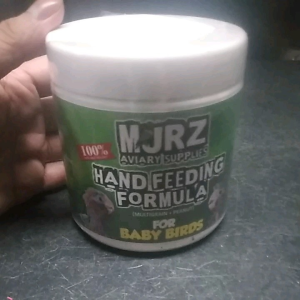 MJRZ
AVIARY SUPPLIES
100%
HAND FEEDING
FORMULA
FOR
BABY BIRDS